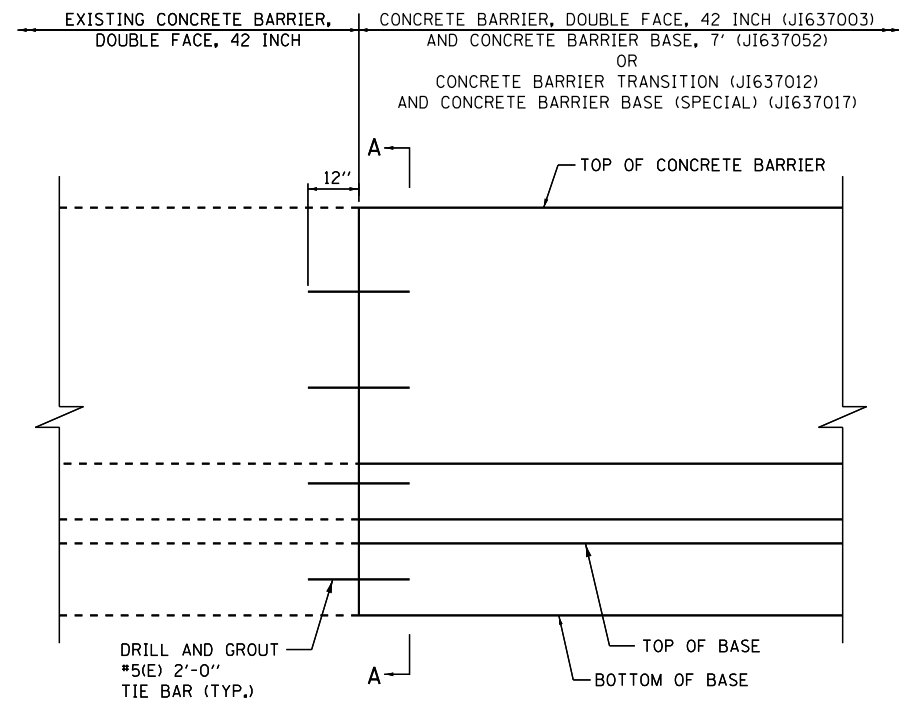 EXISTING CONCRETE BARRIER,
DOUBLE FACE, 42 INCH
CONCRETE BARRIER, DOUBLE FACE, 42 INCH (JI637003)
AND CONCRETE BARRIER BASE, 7' (JI637052)
OR
CONCRETE BARRIER TRANSITION (JI637012)
AND CONCRETE BARRIER BASE (SPECIAL) (JI637017)
A
TOP OF CONCRETE BARRIER
12"
DRILL AND GROUT
#5(E) 2'-0"
TIE BAR (TYP.)
A
TOP OF BASE
BOTTOM OF BASE